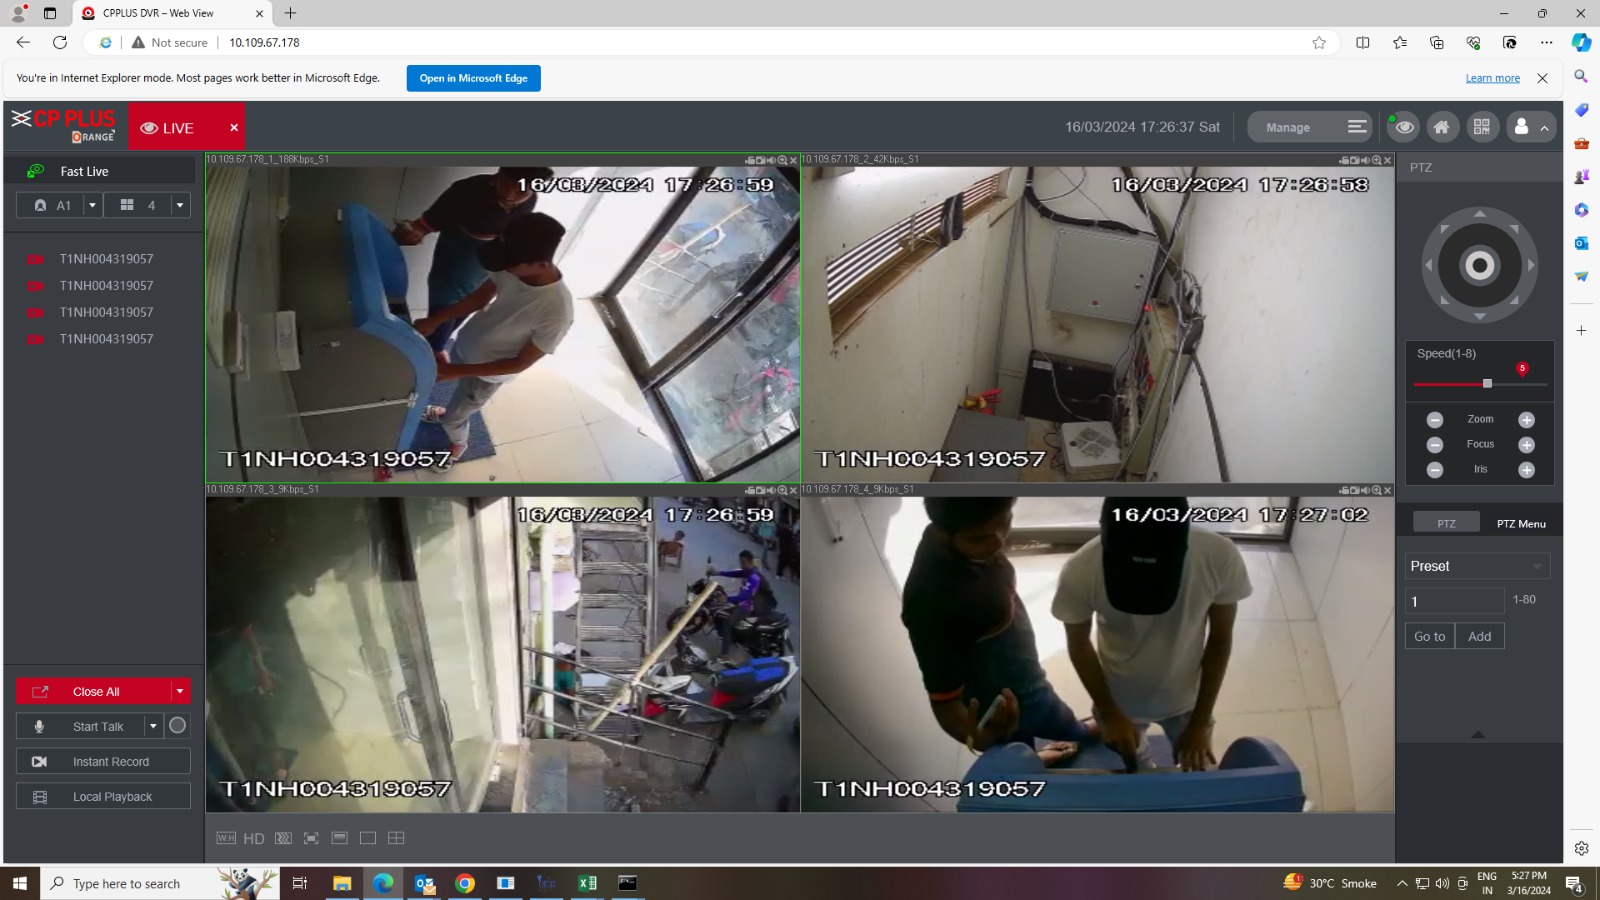 CPPLUS DVR – Web View
Not secure
10.109.67.178
You're in Internet Explorer mode. Most pages work better in Microsoft Edge.
Open in Microsoft Edge
Learn more
CP PLUS
ORANGE
LIVE
16/03/2024 17:26:37 Sat
Manage
Fast Live
A1
4
T1NH004319057
T1NH004319057
T1NH004319057
T1NH004319057
Close All
Start Talk
Instant Record
Local Playback
10.109.67.178_1_188Kbps_S1
16/03/2024 17:26:59
T1NH004319057
10.109.67.178_2_42Kbps_S1
16/03/2024 17:26:58
T1NH004319057
10.109.67.178_3_9Kbps_S1
16/03/2024 17:26:59
T1NH004319057
10.109.67.178_4_9Kbps_S1
16/03/2024 17:27:02
T1NH004319057
W:H
HD
PTZ
Speed(1-8)
5
Zoom
Focus
Iris
PTZ
PTZ Menu
Preset
1
1-80
Go to
Add
Type here to search
30°C Smoke
ENG
IN
5:27 PM
3/16/2024
4